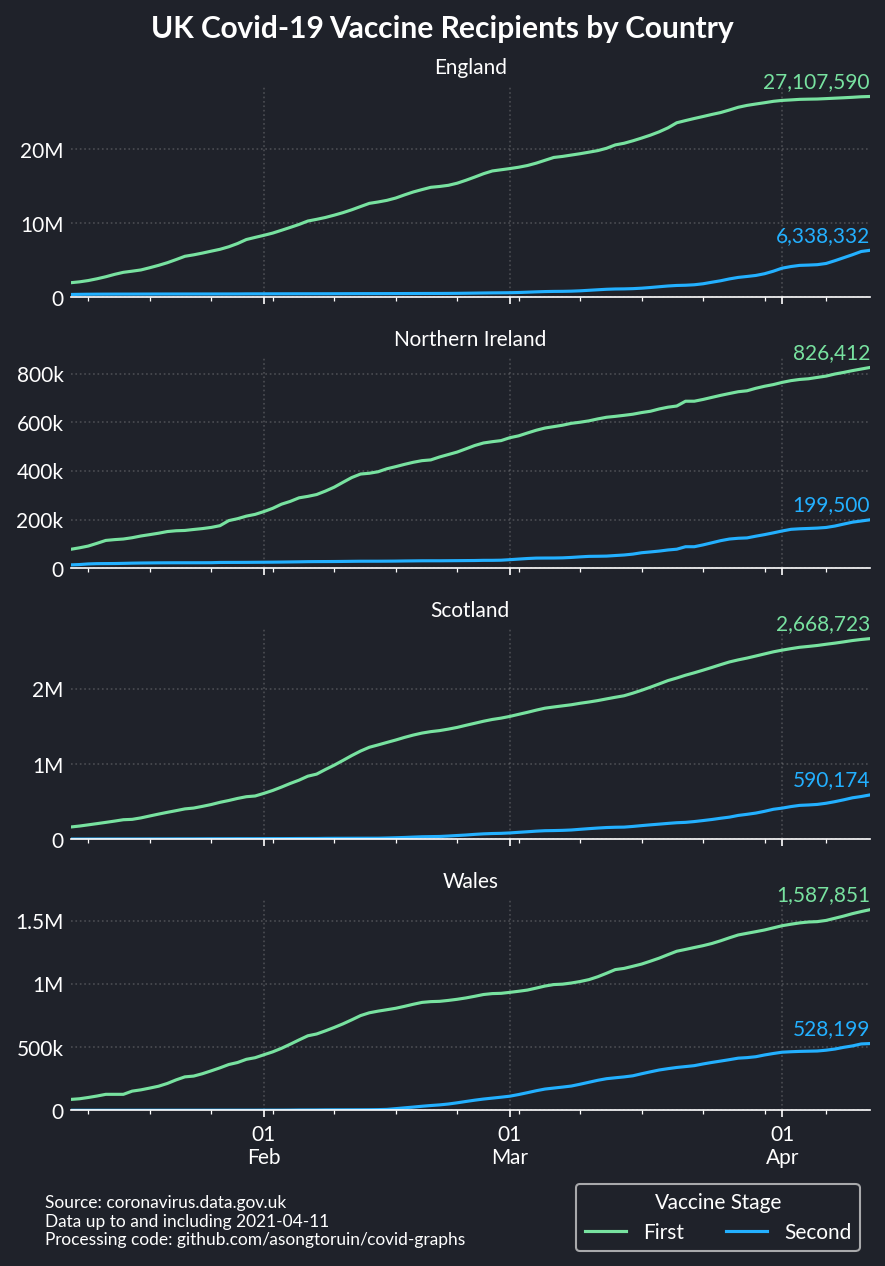 UK Covid-19 Vaccine Recipients by Country
England
27,107,590
20M
10M
6,338,332
0
Northern Ireland
826,412
800k
600k
400k
200k
199,500
0
Scotland
2,668,723
2M
1M
590,174
0
Wales
1,587,851
1.5M
1M
500k
528,199
0
01 01 01
Feb Mar Apr
Source: coronavirus.data.gov.uk
Data up to and including 2021-04-11
Processing code: github.com/asongtoruin/covid-graphs
Vaccine Stage
First Second